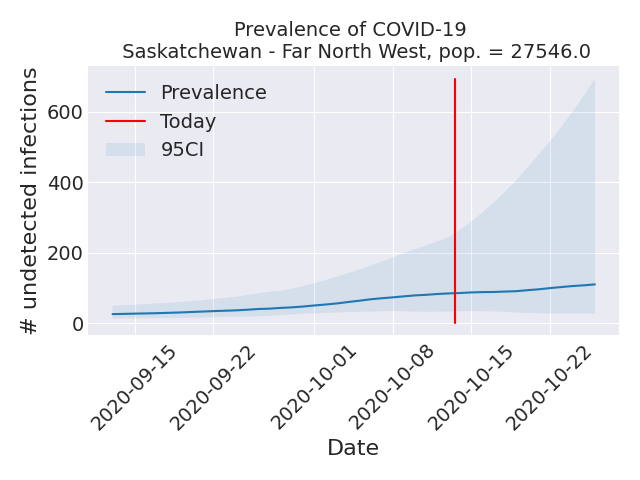 Prevalence of COVID-19
Saskatchewan - Far North West, pop. = 27546.0
# undetected infections
600
400
200
0
Prevalence
Today
95CI
2020-09-15
2020-09-22
2020-10-01
2020-10-08
2020-10-15
2020-10-22
Date